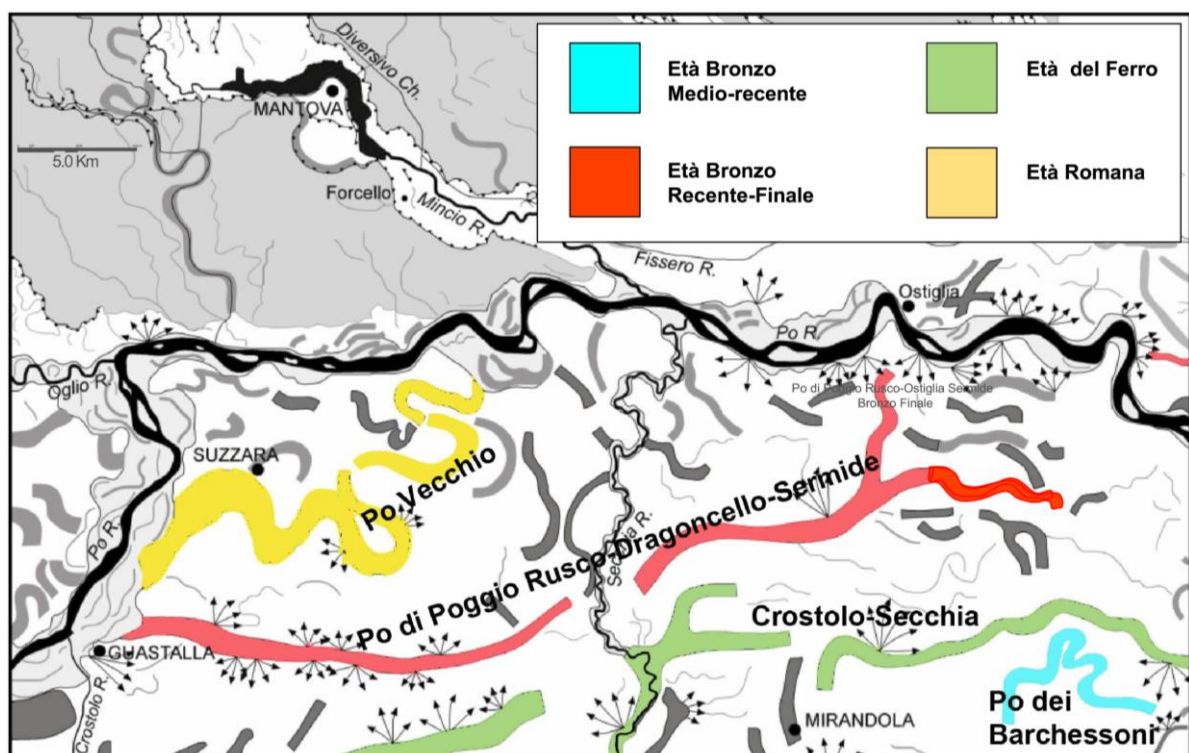 Diversivo Ch.
MANTOVA
5.0 Km
Forcello
Mincio R.
Fissero R.
Età Bronzo
Medio-recente
Età del Ferro
Età Bronzo
Recente-Finale
Età Romana
Ostiglia
Po R.
Oglio R.
Po di Poggio Rusco-Ostiglia Sermide
Bronzo Finale
SUZZARA
Po Vecchio
Po R.
Secchia R.
Po di Poggio Rusco-Dragoncello-Sermide
Crostolo-Secchia
GUASTALLA
Crostolo R.
MIRANDOLA
Po dei
Barchessoni